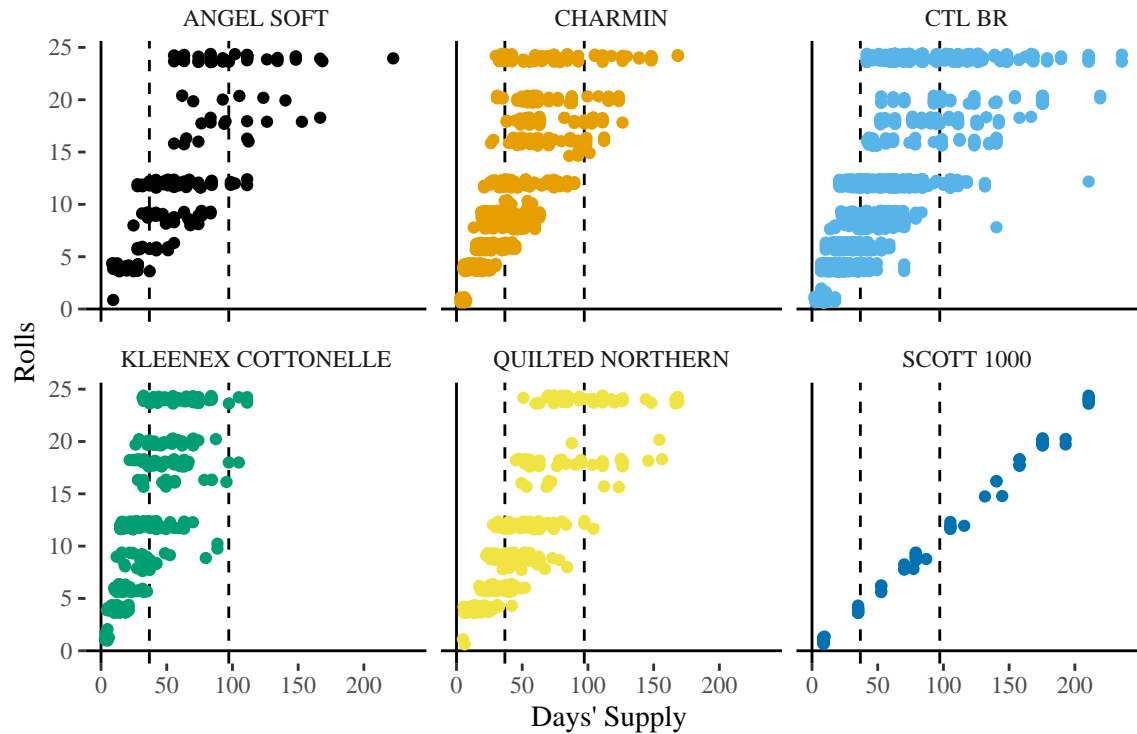 ANGEL SOFT CHARMIN CTL BR
25
20
15
10
5
0
KLEENEX COTTONELLE QUILTED NORTHERN SCOTT 1000
25
20
15
10
5
0
0 50 100 150 200 0 50 100 150 200 0 50 100 150 200
Rolls
Days' Supply